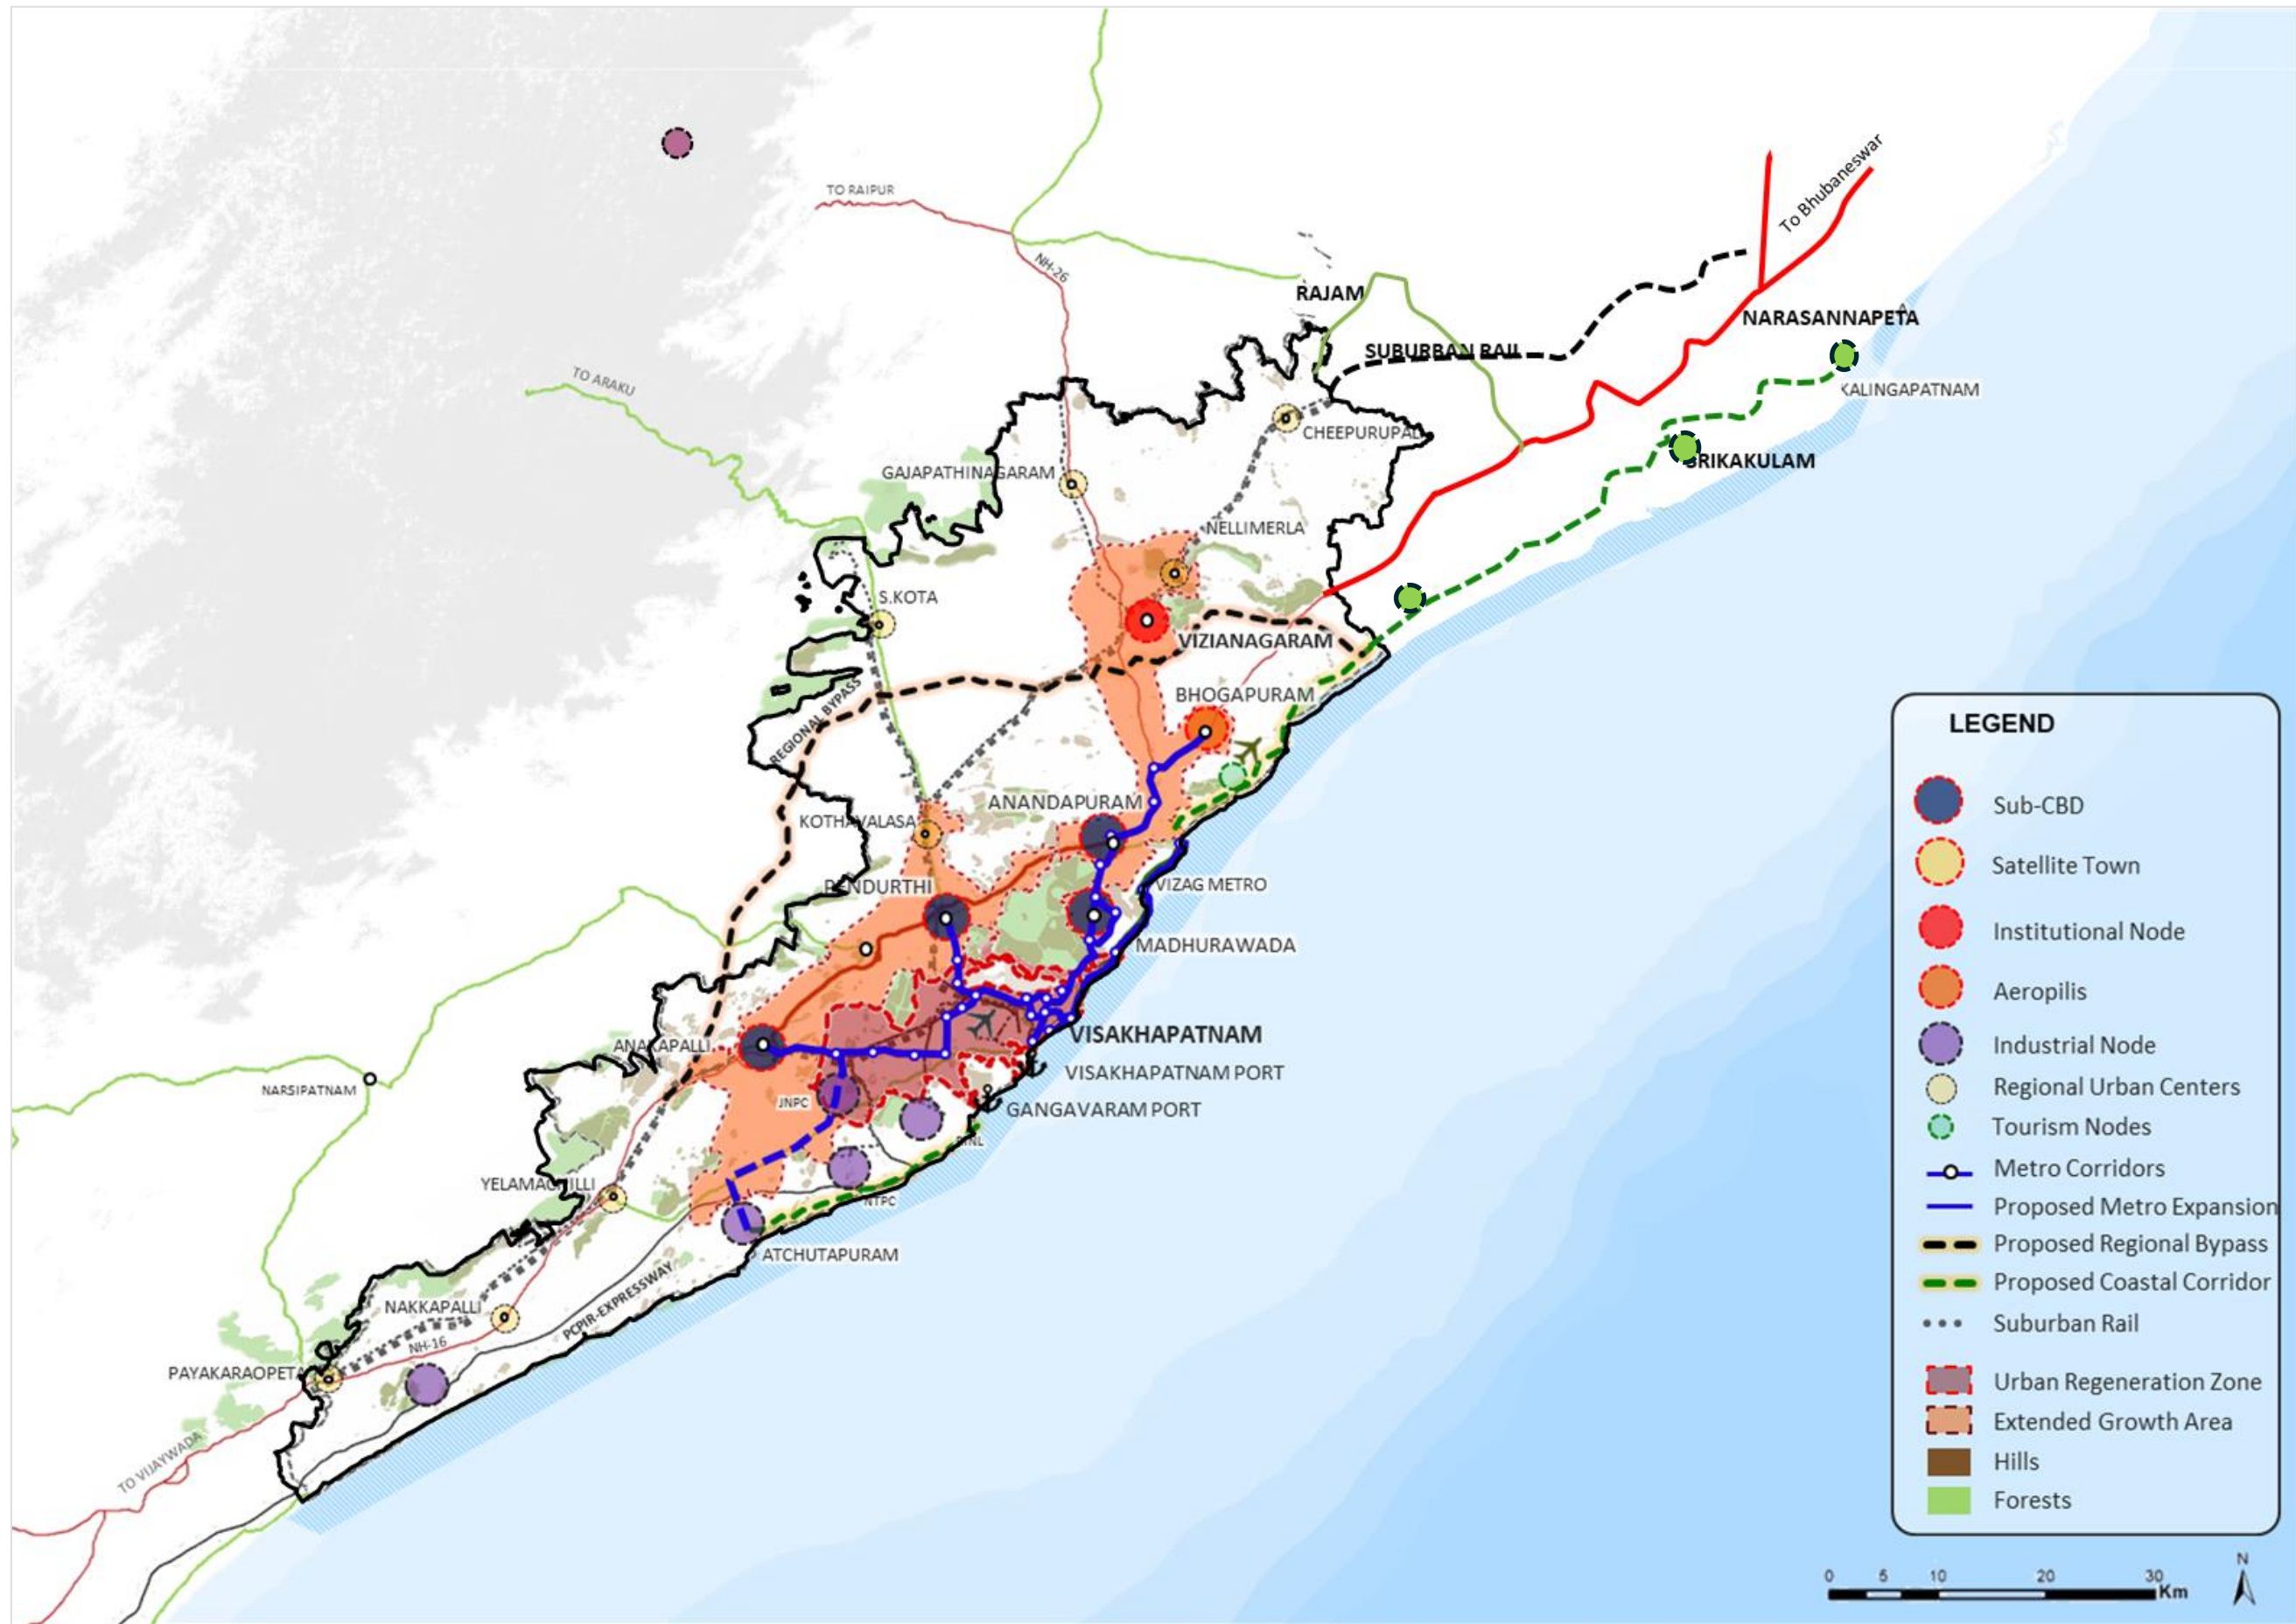 TO RAIPUR
NH-26
To Bhubaneswar
RAJAM
NARASANNAPETA
SUBURBAN RAIL
TO ARAKU
KALINGAPATNAM
CHEEPURUPALI
SRIKAKULAM
GAJAPATHINAGARAM
NELLIMERLA
S.KOTA
VIZIANAGARAM
BHOGAPURAM
REGIONAL BYPASS
ANANDAPURAM
KOTHAVALASA
PENDURTHI
VIZAG METRO
MADHURAWADA
VISAKHAPATNAM
ANAKAPALLI
VISAKHAPATNAM PORT
NARSIPATNAM
JNPC
GANGAVARAM PORT
YELAMACHILLI
NTPC
ATCHUTAPURAM
PCPIR-EXPRESSWAY
NAKKAPALLI
NH-16
PAYAKARAOPETA
TO VIJAYWADA
LEGEND
Sub-CBD
Satellite Town
Institutional Node
Aeropilis
Industrial Node
Regional Urban Centers
Tourism Nodes
Metro Corridors
Proposed Metro Expansion
Proposed Regional Bypass
Proposed Coastal Corridor
Suburban Rail
Urban Regeneration Zone
Extended Growth Area
Hills
Forests
0 5 10 20 30 Km
N